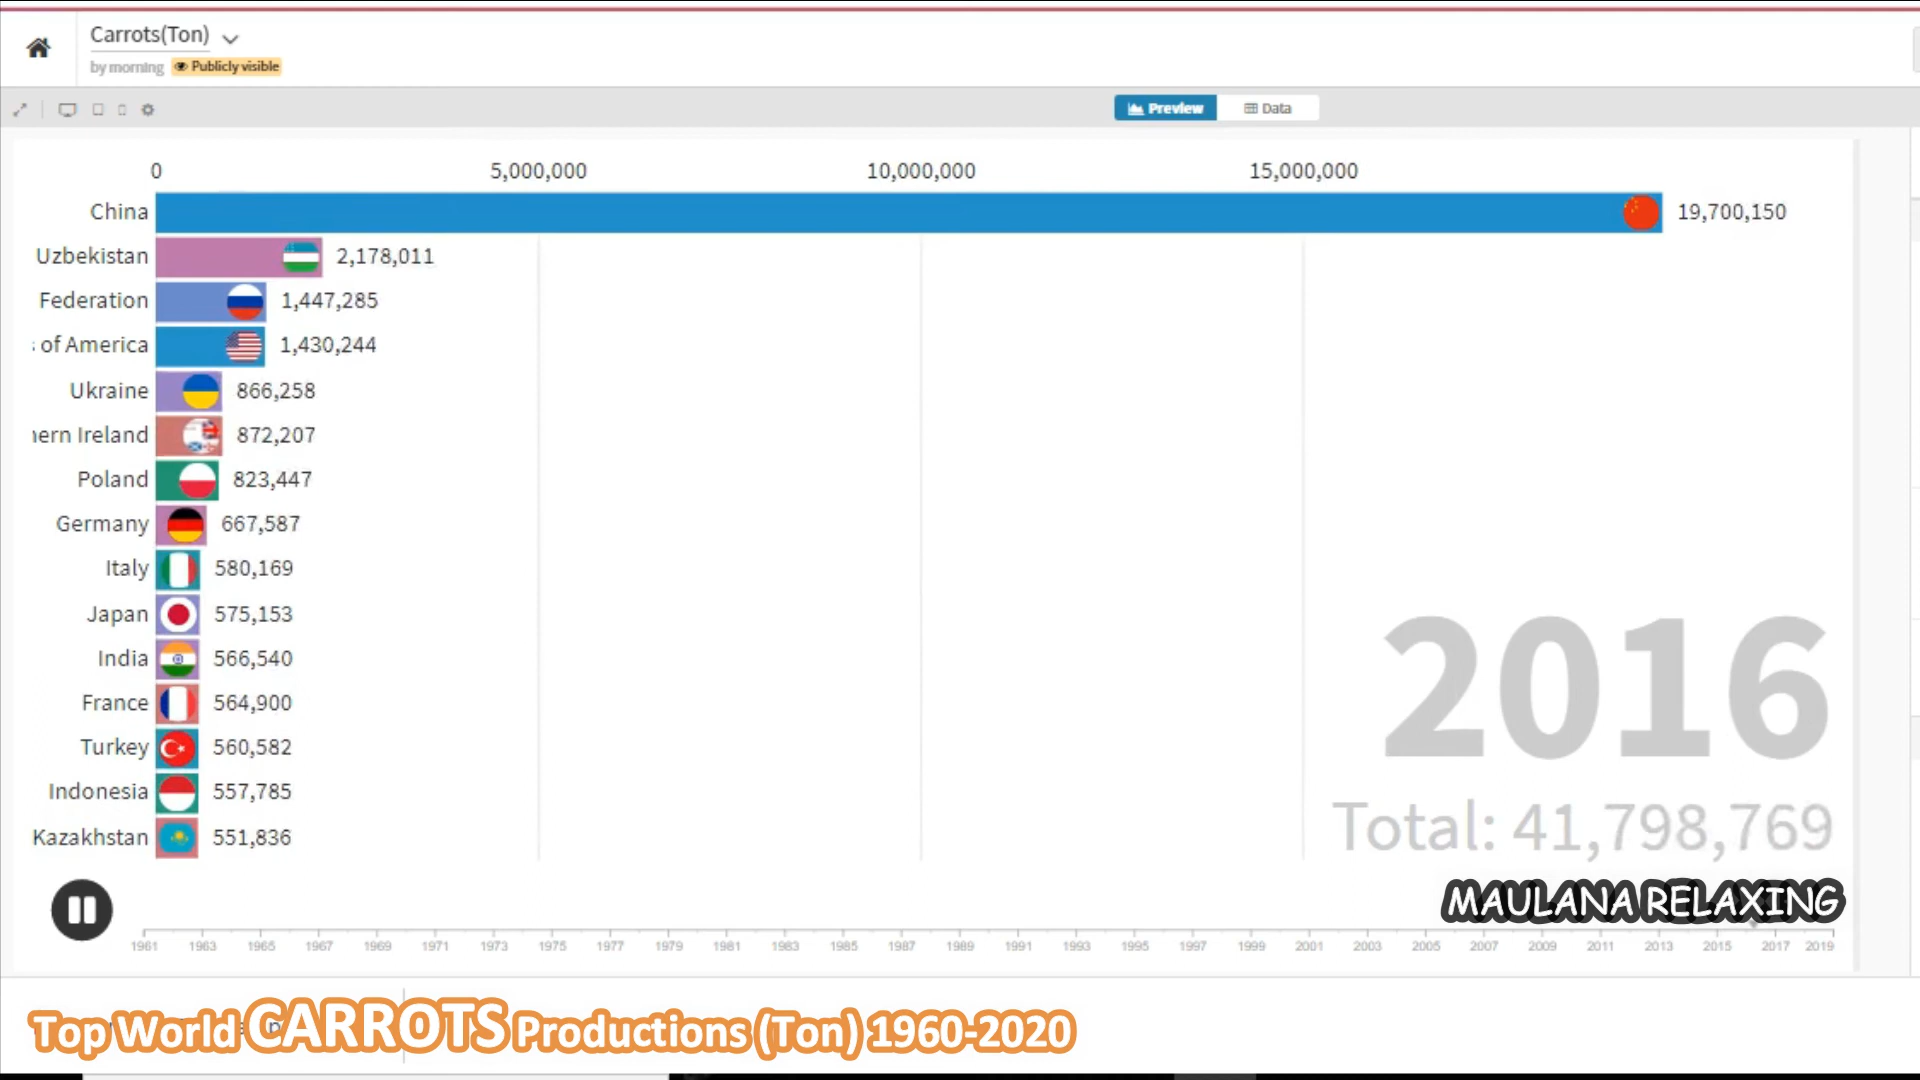 Carrots(Ton)
by morning Publicly visible
Preview Data
0 5,000,000 10,000,000 15,000,000
China 19,700,150
Uzbekistan 2,178,011
Federation 1,447,285
of America 1,430,244
Ukraine 866,258
hern Ireland 872,207
Poland 823,447
Germany 667,587
Italy 580,169
Japan 575,153
India 566,540
France 564,900
Turkey 560,582
Indonesia 557,785
Kazakhstan 551,836
2016
Total: 41,798,769
MAULANA RELAXING
1961 1963 1965 1967 1969 1971 1973 1975 1977 1979 1981 1983 1985 1987 1989 1991 1993 1995 1997 1999 2001 2003 2005 2007 2009 2011 2013 2015 2017 2019
Top World CARROTS Productions (Ton) 1960-2020